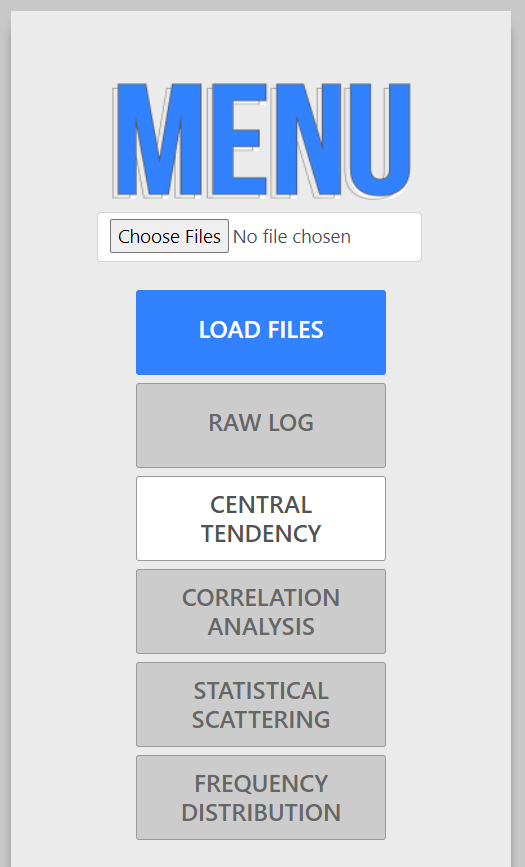 MENU
Choose Files No file chosen
LOAD FILES
RAW LOG
CENTRAL
TENDENCY
CORRELATION
ANALYSIS
STATISTICAL
SCATTERING
FREQUENCY
DISTRIBUTION